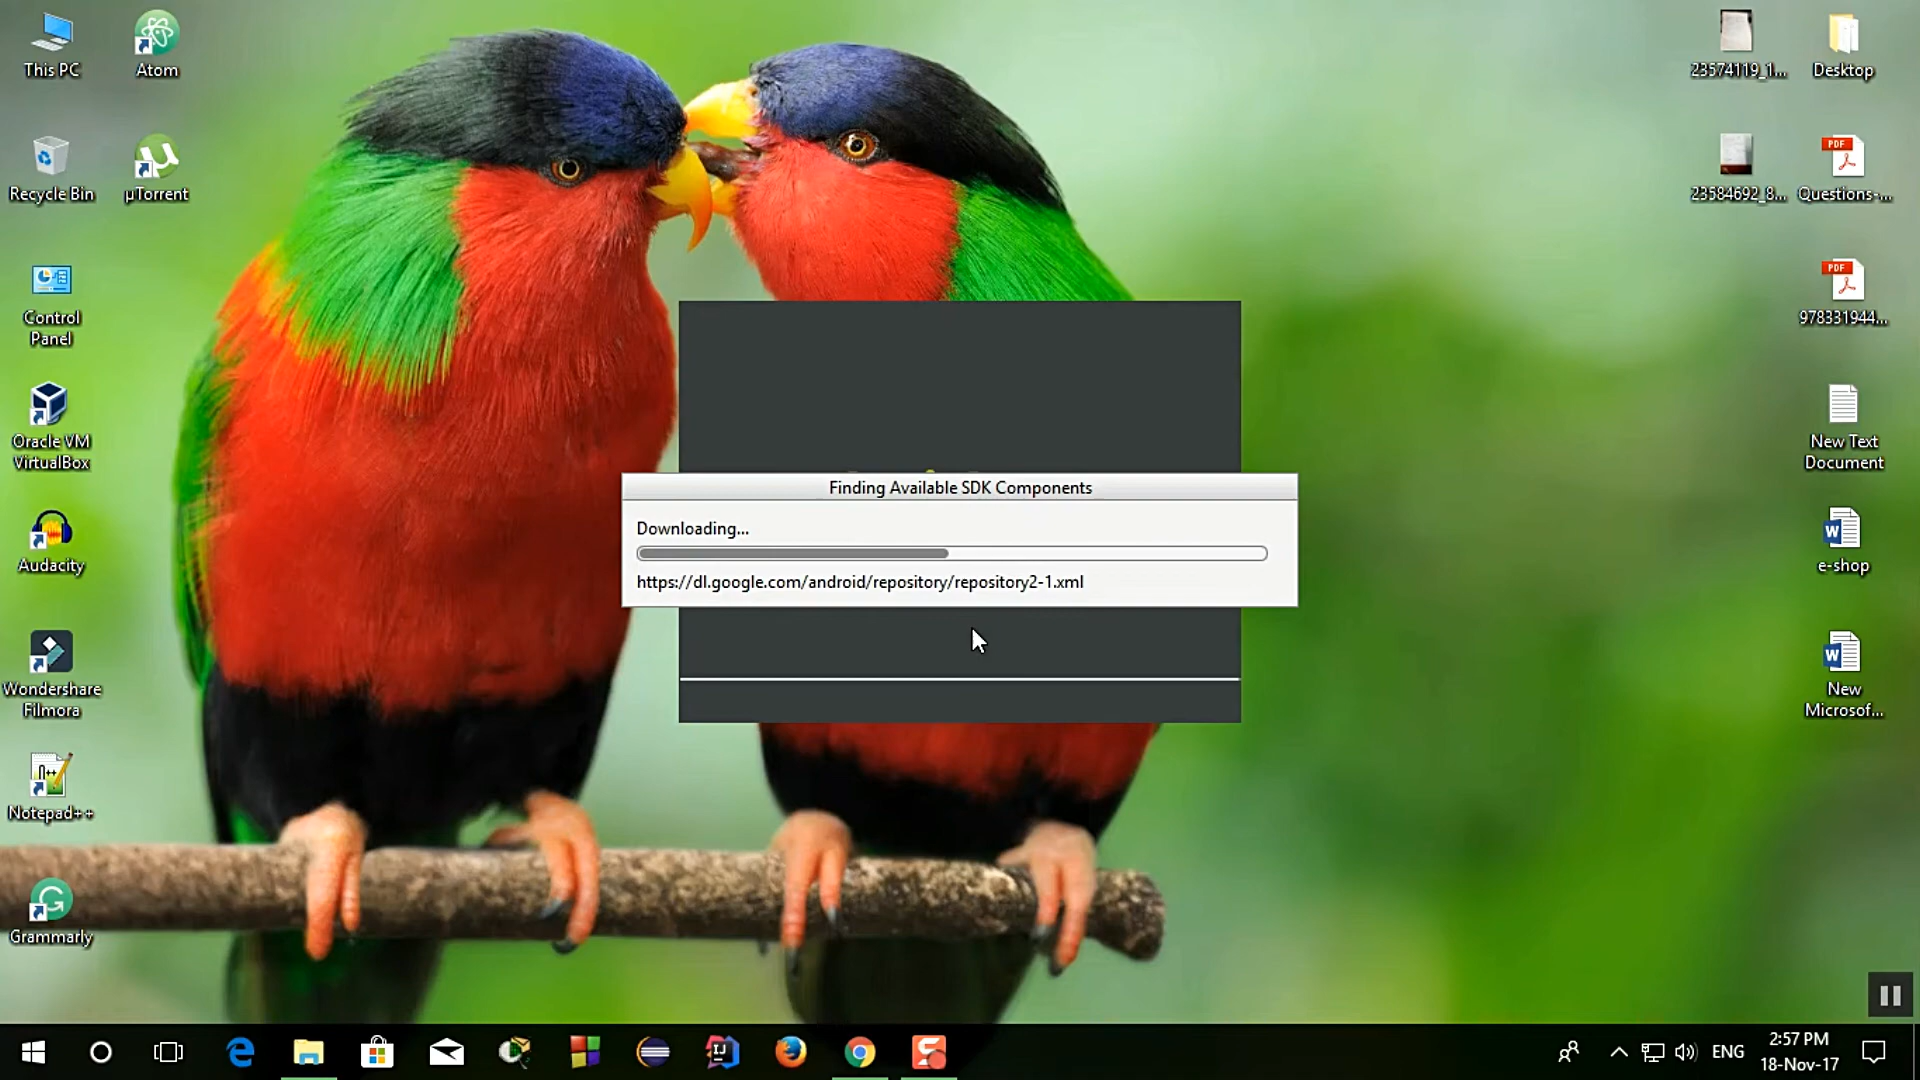 This PC
Atom
Recycle Bin
µTorrent
Control
Panel
Oracle VM
VirtualBox
Audacity
Wondershare
Filmora
Notepad++
Grammarly
23574119_1...
Desktop
23584692_8...
PDF
Questions-...
PDF
978331944...
New Text
Document
e-shop
New
Microsof...
Finding Available SDK Components
Downloading...
https://dl.google.com/android/repository/repository2-1.xml
ENG
2:57 PM
18-Nov-17